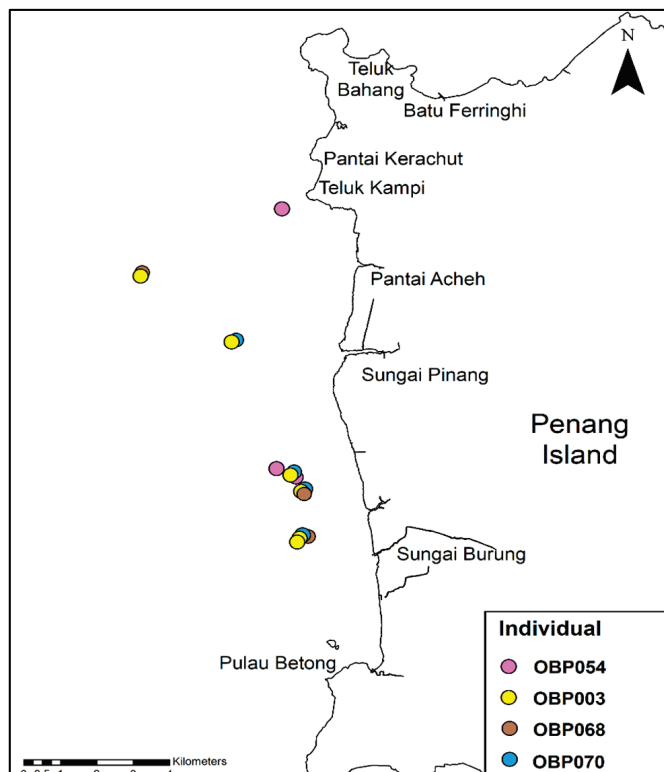 N
Teluk
Bahang
Batu Ferringhi
Pantai Kerachut
Teluk Kampi
Pantai Acheh
Sungai Pinang
Penang
Island
Sungai Burung
Pulau Betong
Individual
OBP054
OBP003
OBP068
OBP070
Kilometers